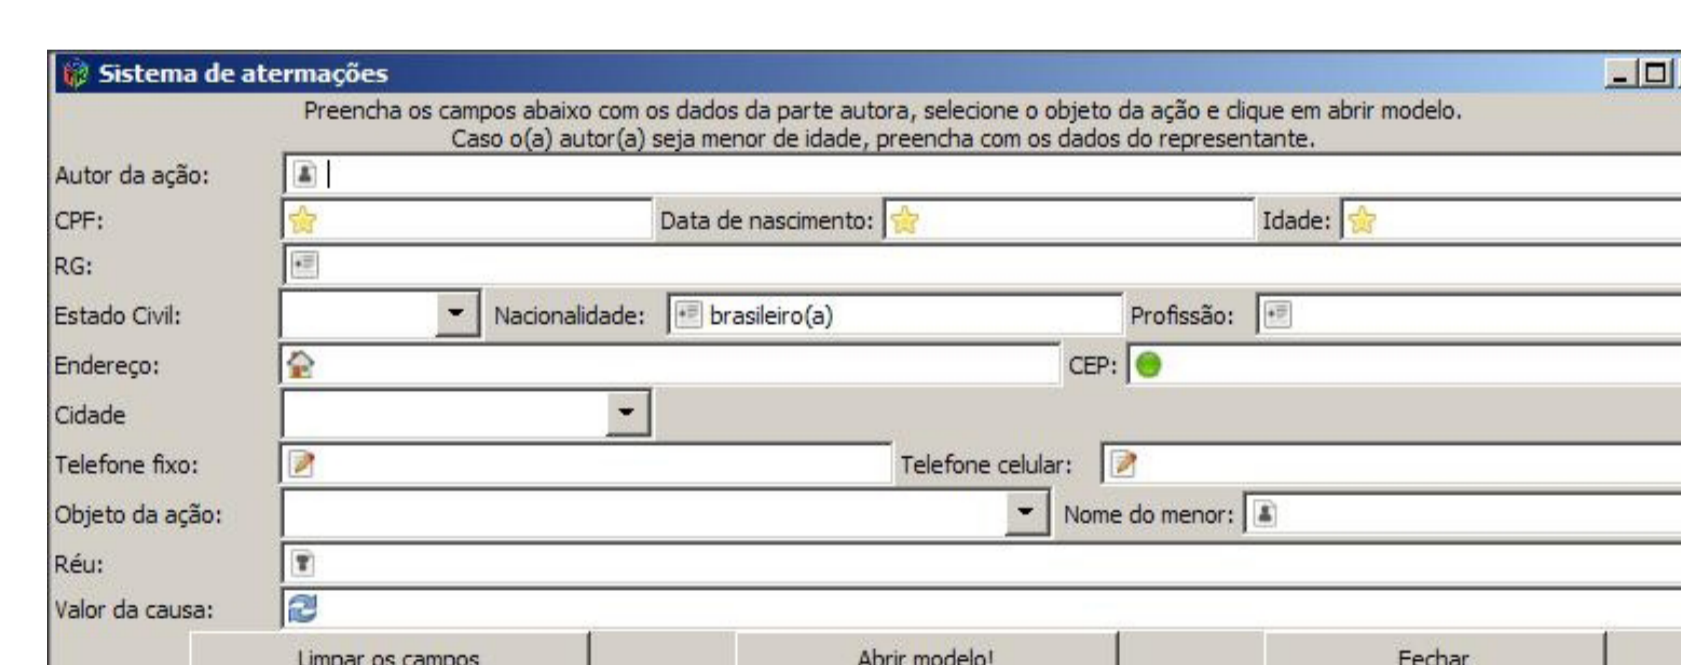 Sistema de atermações
Preencha os campos abaixo com os dados da parte autora, selecione o objeto da ação e clique em abrir modelo.
Caso o(a) autor(a) seja menor de idade, preencha com os dados do representante.
Autor da ação:
CPF: Data de nascimento: Idade:
RG:
Estado Civil: Nacionalidade: brasileiro(a) Profissão:
Endereço: CEP:
Cidade
Telefone fixo: Telefone celular:
Objeto da ação: Nome do menor:
Réu:
Valor da causa:
Limpar os campos Abrir modelo! Fechar